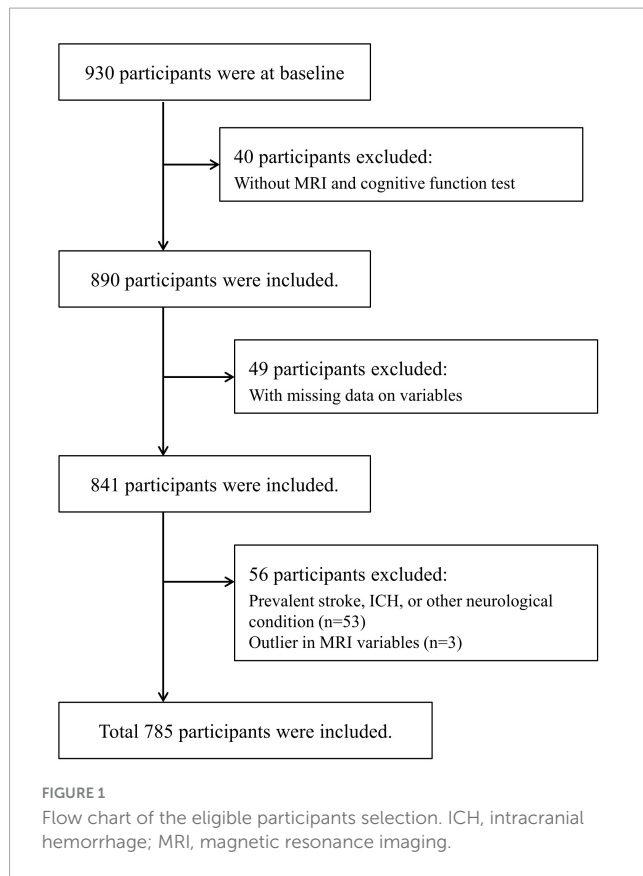 930 participants were at baseline
40 participants excluded:
Without MRI and cognitive function test
890 participants were included.
49 participants excluded:
With missing data on variables
841 participants were included.
56 participants excluded:
Prevalent stroke, ICH, or other neurological
condition (n=53)
Outlier in MRI variables (n=3)
Total 785 participants were included.
FIGURE 1
Flow chart of the eligible participants selection. ICH, intracranial
hemorrhage; MRI, magnetic resonance imaging.